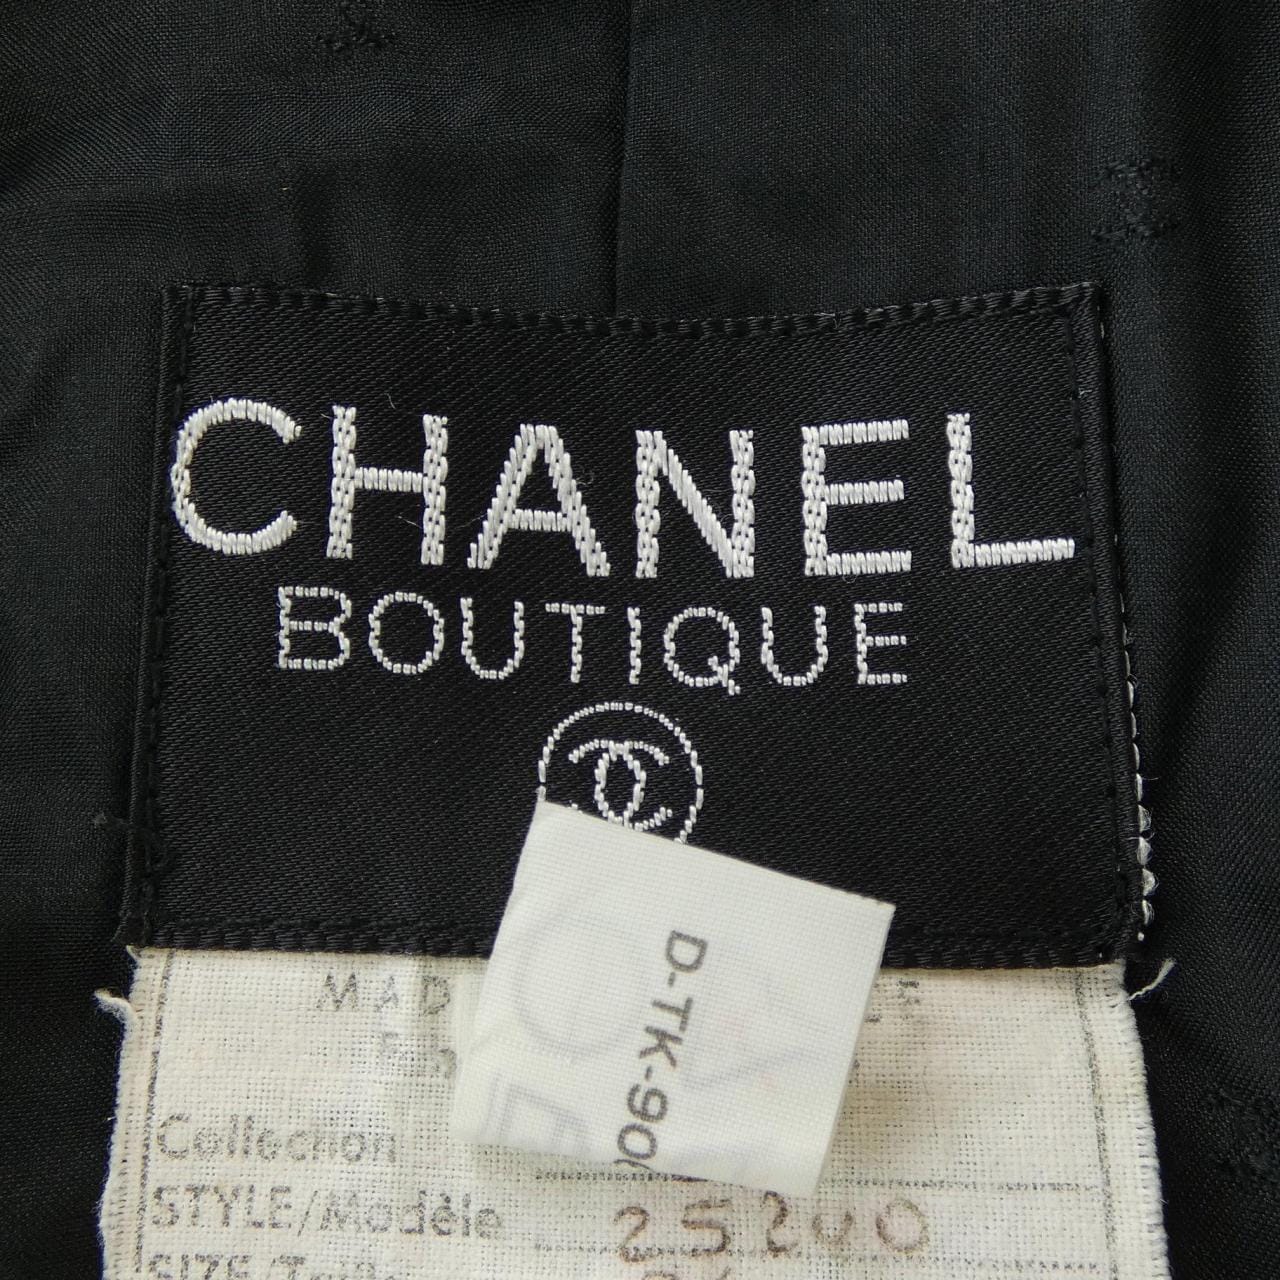 CHANEL
BOUTIQUE
D-TK-90
Collection
STYLE/Modèle 25200